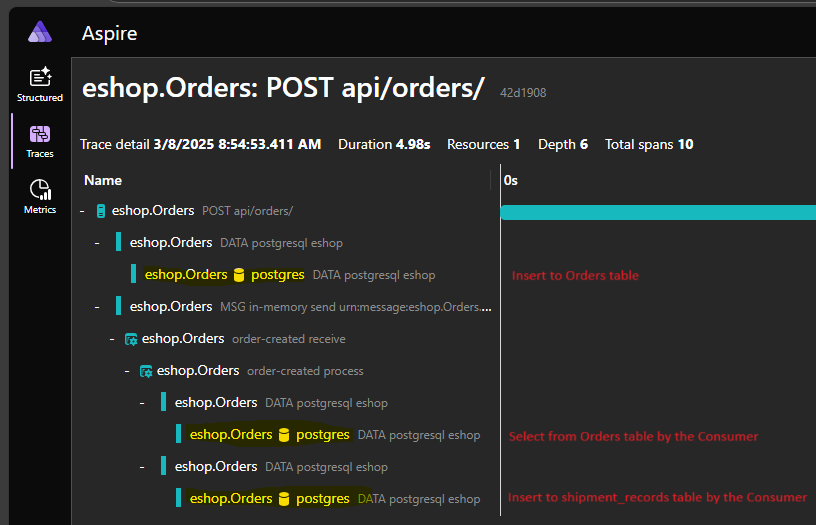 Aspire
Structured
Traces
Metrics
eshop.Orders: POST api/orders/ 42d1908
Trace detail 3/8/2025 8:54:53.411 AM Duration 4.98s Resources 1 Depth 6 Total spans 10
Name 0s
- eshop.Orders POST api/orders/
- eshop.Orders DATA postgresql eshop
eshop.Orders postgres DATA postgresql eshop Insert to Orders table
- eshop.Orders MSG in-memory send urn:message:eshop.Orders....
- eshop.Orders order-created receive
- eshop.Orders order-created process
- eshop.Orders DATA postgresql eshop
eshop.Orders postgres DATA postgresql eshop Select from Orders table by the Consumer
- eshop.Orders DATA postgresql eshop
eshop.Orders postgres DATA postgresql eshop Insert to shipment_records table by the Consumer